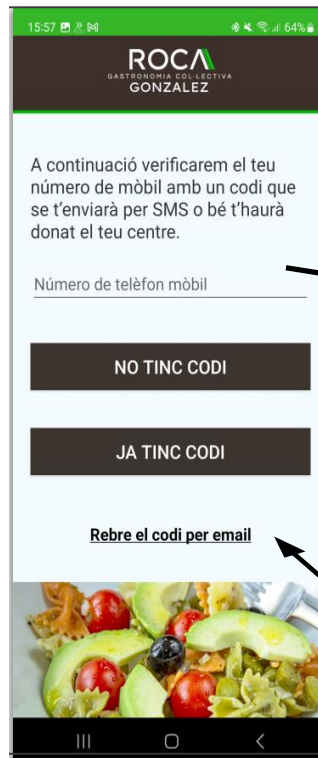 15:57
64%
ROCA
GASTRONOMIA COL·LECTIVA
GONZALEZ
A continuació verificarem el teu
número de mòbil amb un codi que
se t'enviarà per SMS o bé t'haurà
donat el teu centre.
Número de telèfon mòbil
NO TINC CODI
JA TINC CODI
Rebre el codi per email